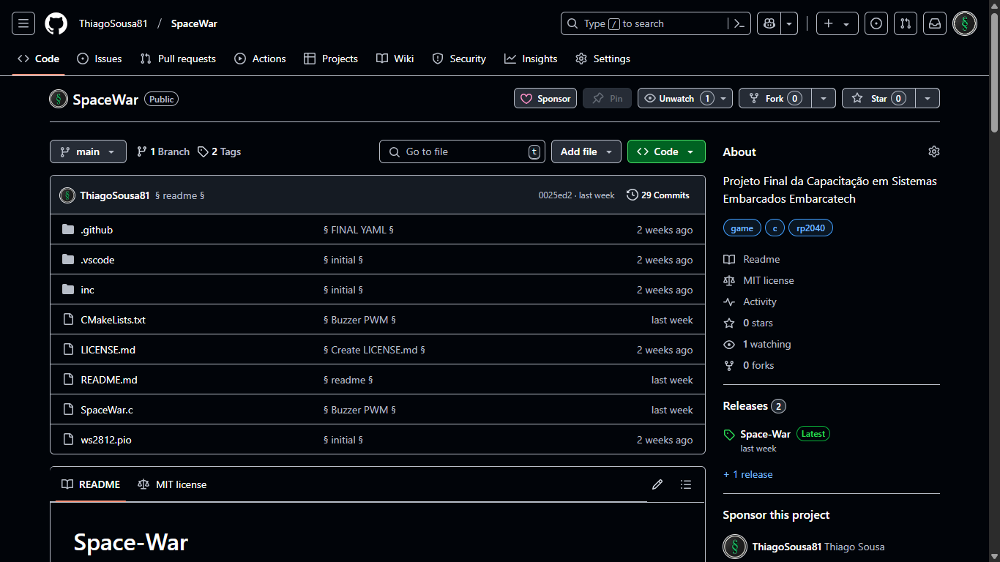 ThiagoSousa81 / SpaceWar
Type / to search
Code Issues Pull requests Actions Projects Wiki Security Insights Settings
§ SpaceWar Public
Sponsor Pin Unwatch 1 Fork 0 Star 0
main 1 Branch 2 Tags Go to file t Add file Code
§ ThiagoSousa81 § readme § 0025ed2 · last week 29 Commits
.github § FINAL YAML § 2 weeks ago
.vscode § initial § 2 weeks ago
inc § initial § 2 weeks ago
CMakeLists.txt § Buzzer PWM § last week
LICENSE.md § Create LICENSE.md § 2 weeks ago
README.md § readme § last week
SpaceWar.c § Buzzer PWM § last week
ws2812.pio § initial § 2 weeks ago
README MIT license
Space-War
About
Projeto Final da Capacitação em Sistemas
Embarcados Embarcatech
game c rp2040
Readme
MIT license
Activity
0 stars
1 watching
0 forks
Releases 2
Space-War Latest
last week
+ 1 release
Sponsor this project
§ ThiagoSousa81 Thiago Sousa